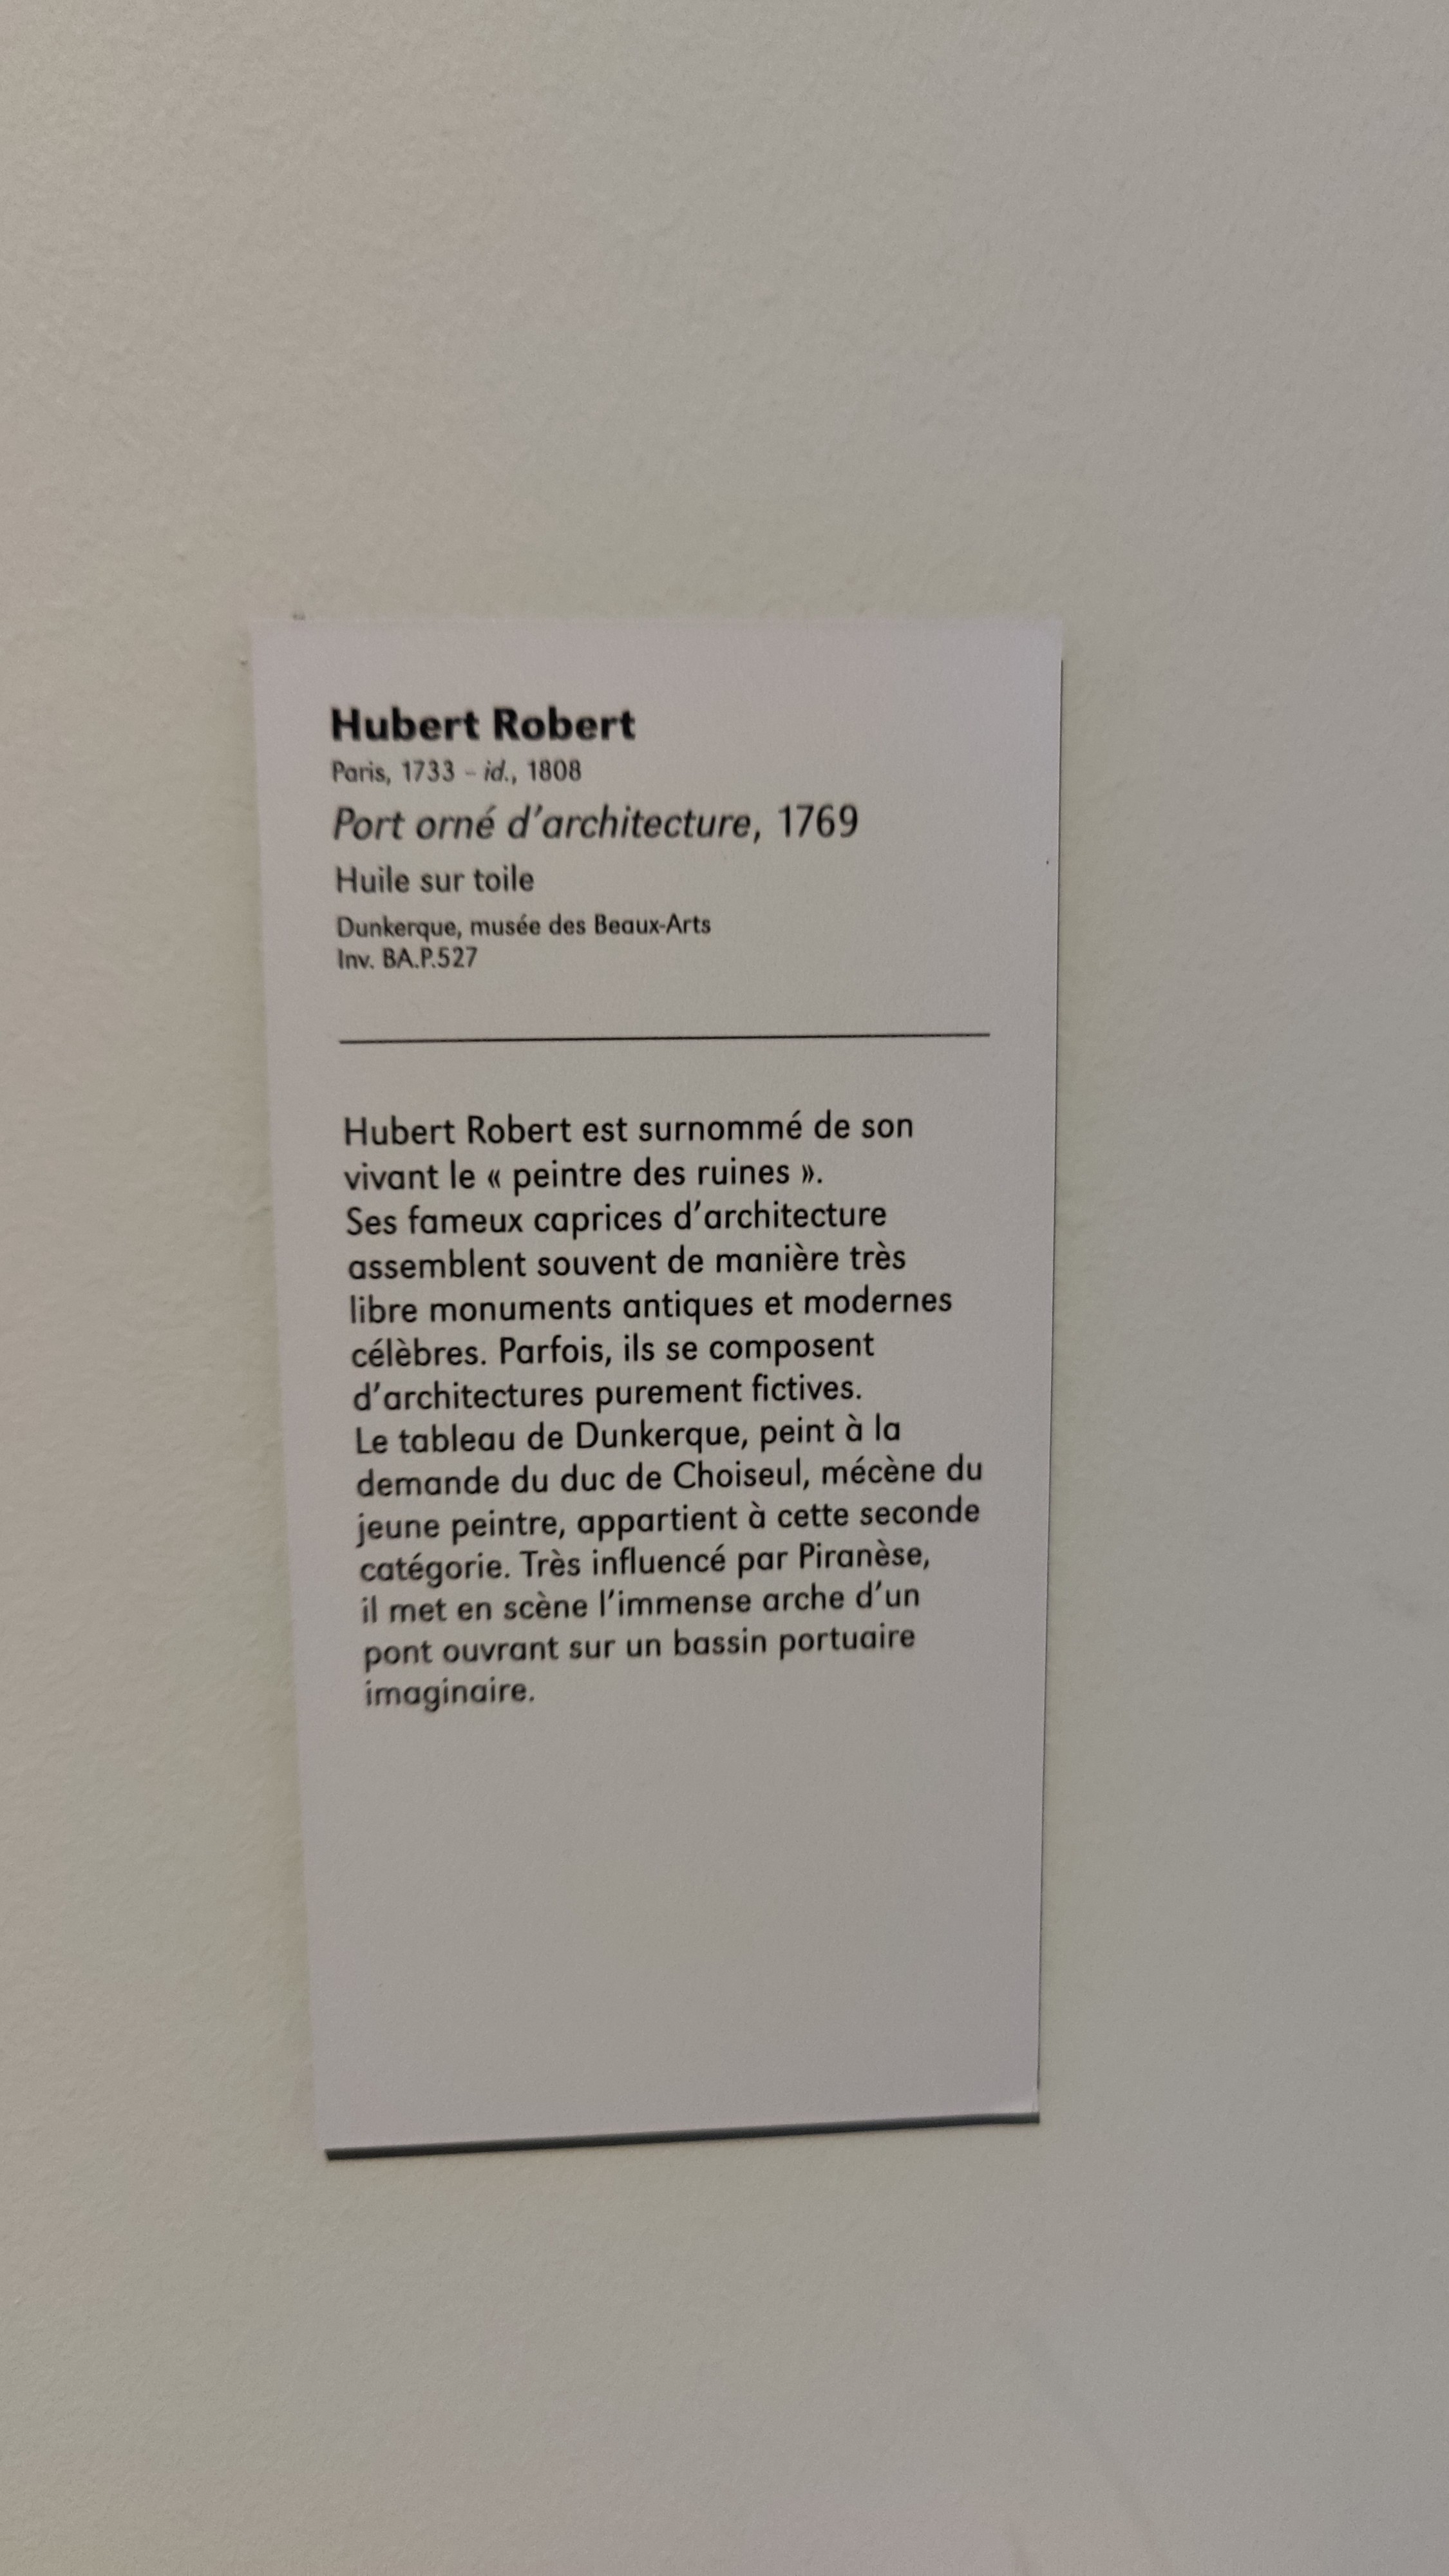 Hubert Robert
Paris, 1733 – id., 1808
Port orné d'architecture, 1769
Huile sur toile
Dunkerque, musée des Beaux-Arts
Inv. BA.P.527
Hubert Robert est surnommé de son
vivant le « peintre des ruines ».
Ses fameux caprices d'architecture
assemblent souvent de manière très
libre monuments antiques et modernes
célèbres. Parfois, ils se composent
d'architectures purement fictives.
Le tableau de Dunkerque, peint à la
demande du duc de Choiseul, mécène du
jeune peintre, appartient à cette seconde
catégorie. Très influencé par Piranèse,
il met en scène l'immense arche d'un
pont ouvrant sur un bassin portuaire
imaginaire.